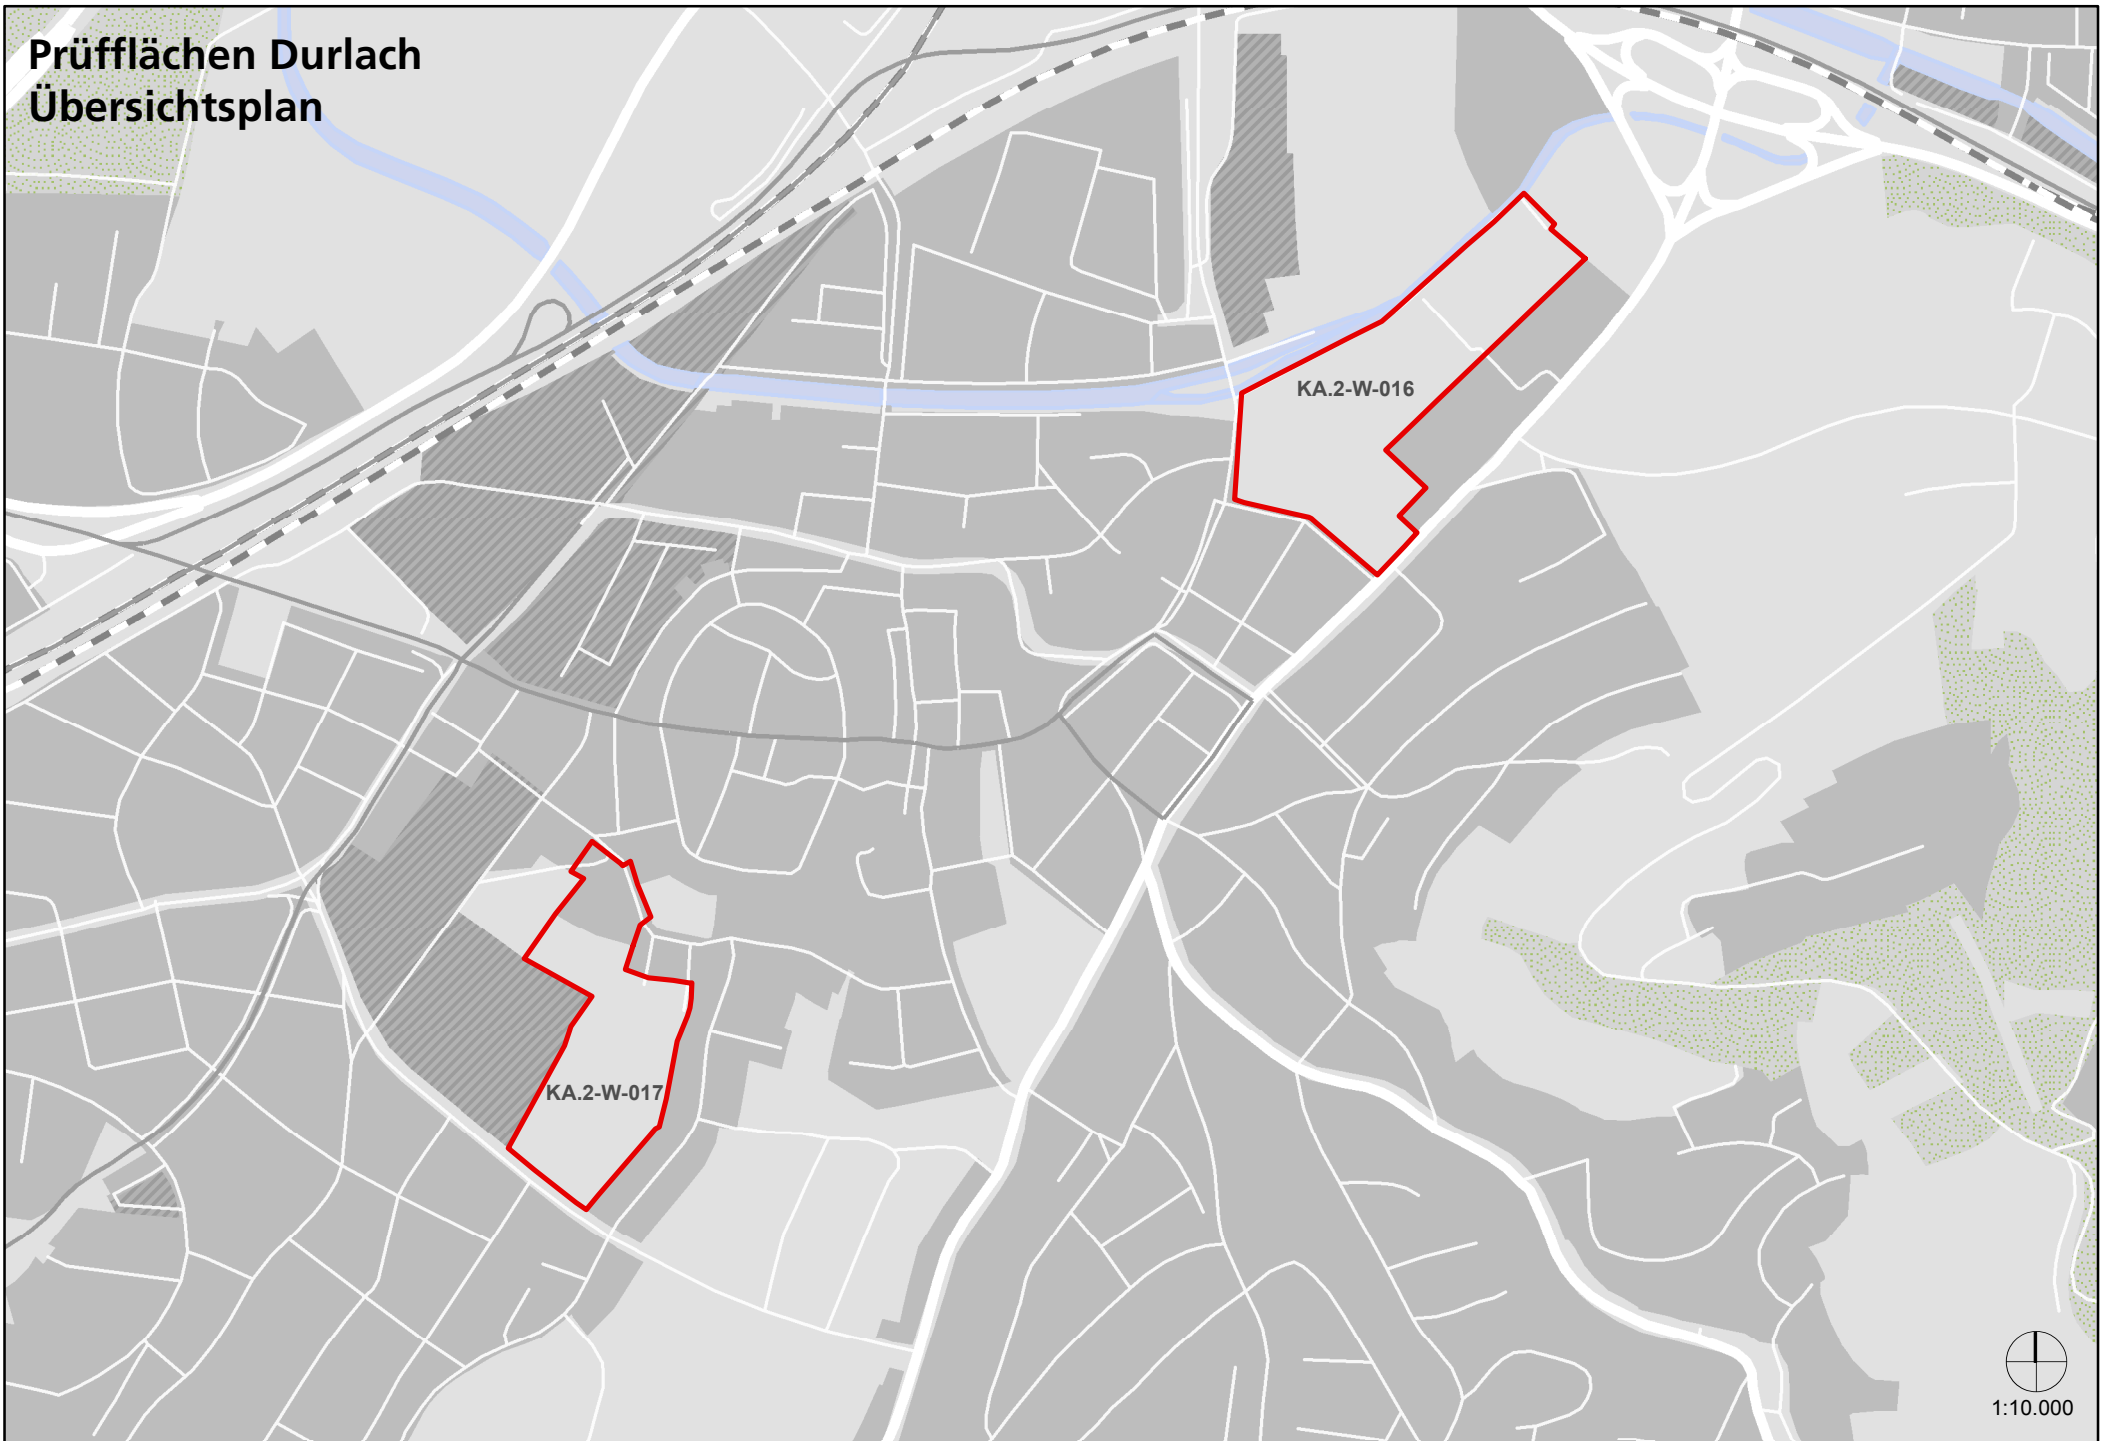 Prüfflächen Durlach
Übersichtsplan
KA.2-W-016
KA.2-W-017
1:10.000